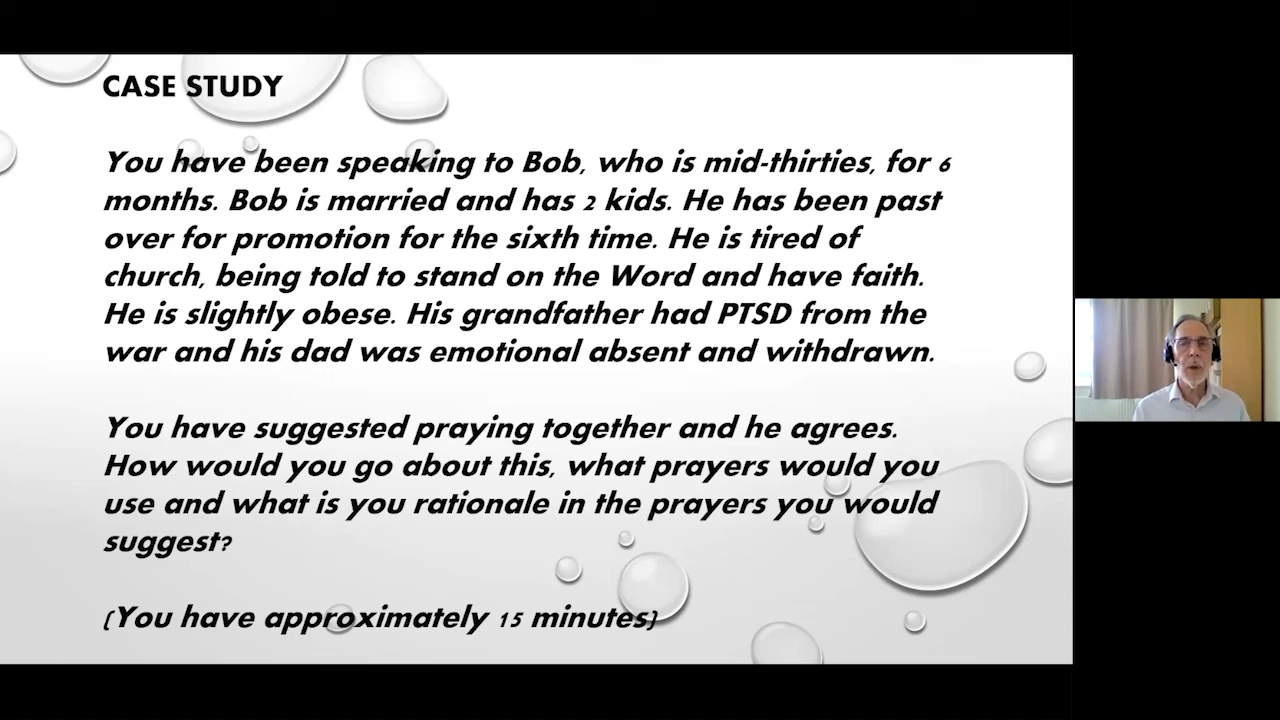 CASE STUDY
You have been speaking to Bob, who is mid-thirties, for 6
months. Bob is married and has 2 kids. He has been past
over for promotion for the sixth time. He is tired of
church, being told to stand on the Word and have faith.
He is slightly obese. His grandfather had PTSD from the
war and his dad was emotional absent and withdrawn.
You have suggested praying together and he agrees.
How would you go about this, what prayers would you
use and what is you rationale in the prayers you would
suggest?
(You have approximately 15 minutes)